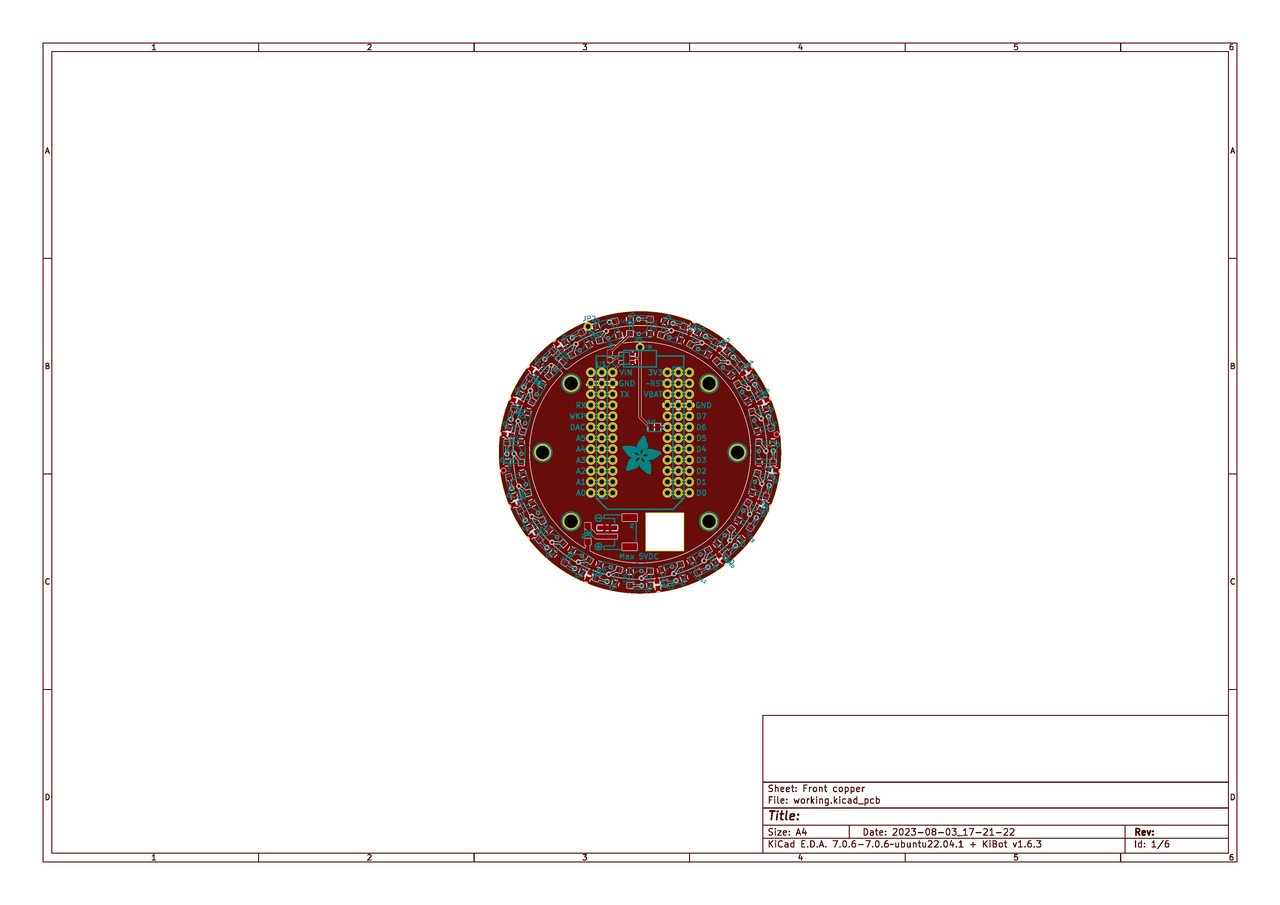 1 2 3 4 5 6
A A
B B
C C
D D
JP2
VIN 3V3
GND ~RST
TX VBAT
RX GND
WKP D7
DAC D6
A5 D5
A4 D4
A3 D3
A2 D2
A1 D1
A0 D0
Max 5VDC
Sheet: Front copper
File: working.kicad_pcb
Title:
Size: A4 Date: 2023-08-03_17-21-22 Rev:
KiCad E.D.A. 7.0.6-7.0.6~ubuntu22.04.1 + KiBot v1.6.3 Id: 1/6
1 2 3 4 5 6